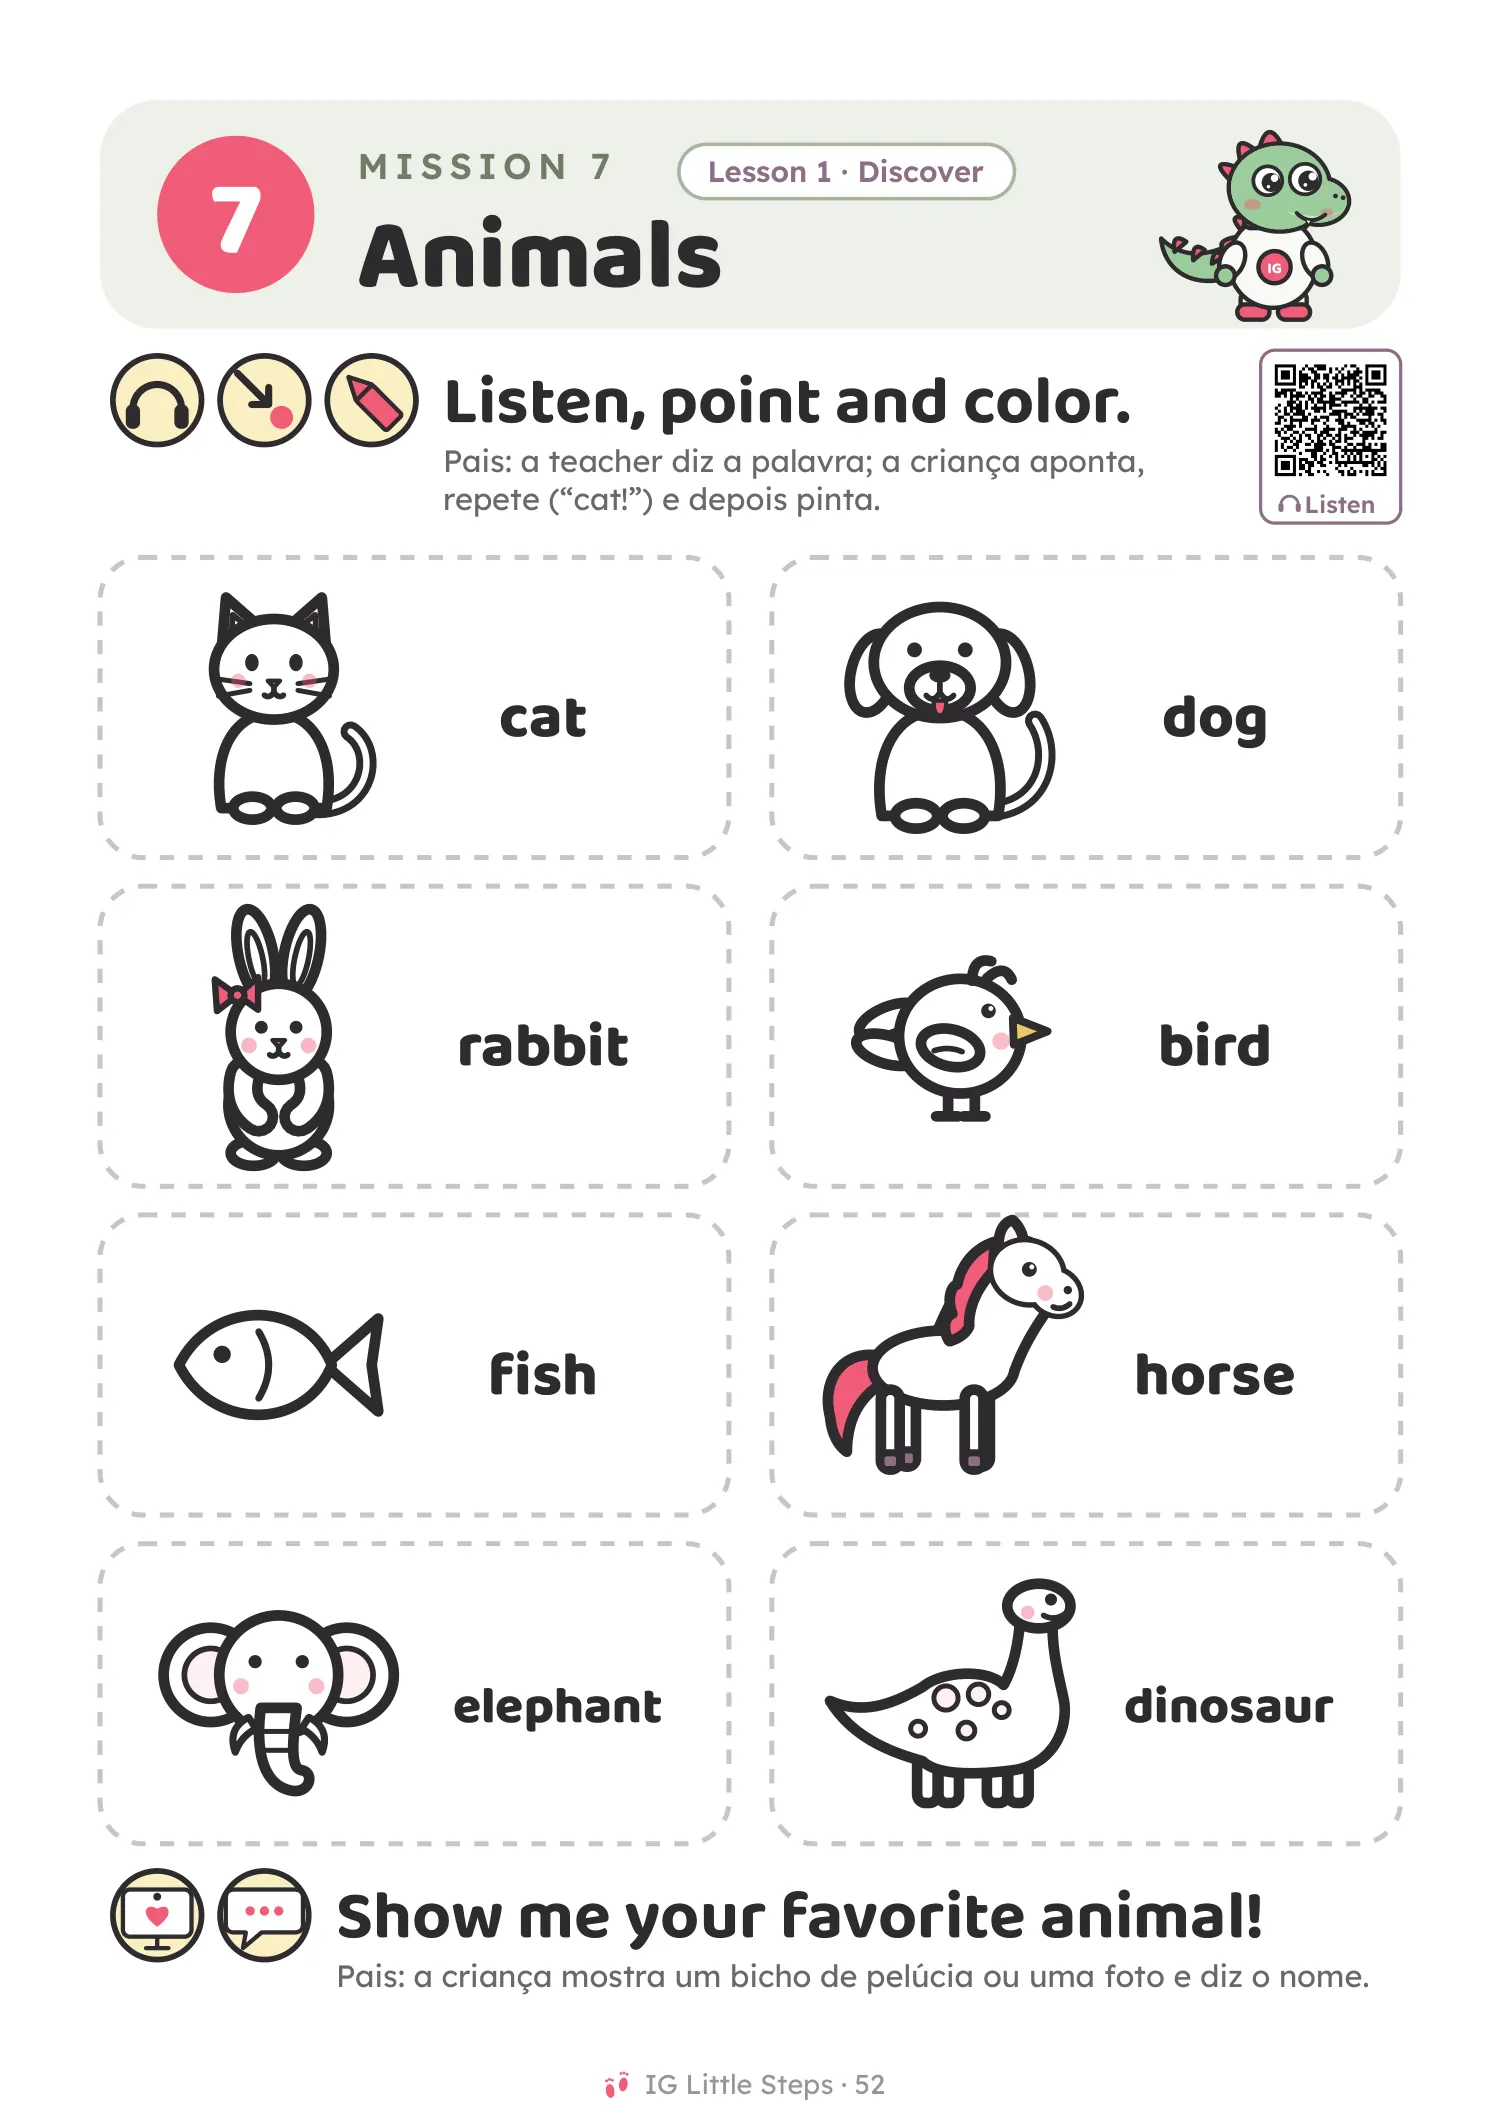 7
MISSION 7
Lesson 1 · Discover
Animals
IG
Listen, point and color.
Pais: a teacher diz a palavra; a criança aponta,
repete (“cat!”) e depois pinta.
Listen
cat
dog
rabbit
bird
fish
horse
elephant
dinosaur
Show me your favorite animal!
Pais: a criança mostra um bicho de pelúcia ou uma foto e diz o nome.
IG Little Steps · 52